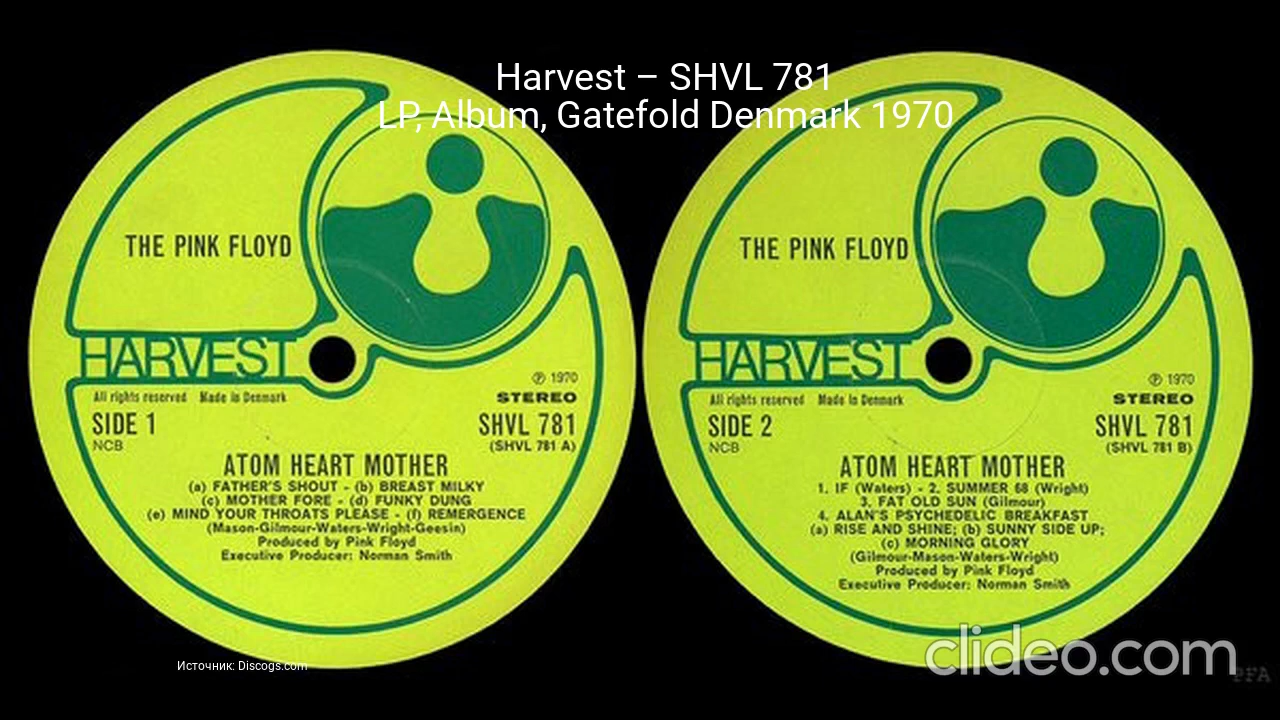 Harvest – SHVL 781
LP, Album, Gatefold Denmark 1970
THE PINK FLOYD
HARVEST
All rights reserved Made in Denmark
℗ 1970
STEREO
SIDE 1
NCB
SHVL 781
(SHVL 781 A)
ATOM HEART MOTHER
(a) FATHER'S SHOUT - (b) BREAST MILKY
(c) MOTHER FORE - (d) FUNKY DUNG
(e) MIND YOUR THROATS PLEASE - (f) REMERGENCE
(Mason-Gilmour-Waters-Wright-Geesin)
Produced by Pink Floyd
Executive Producer: Norman Smith
THE PINK FLOYD
HARVEST
All rights reserved Made in Denmark
℗ 1970
STEREO
SIDE 2
NCB
SHVL 781
(SHVL 781 B)
ATOM HEART MOTHER
1. IF (Waters) - 2. SUMMER 68 (Wright)
3. FAT OLD SUN (Gilmour)
4. ALAN'S PSYCHEDELIC BREAKFAST
(a) RISE AND SHINE; (b) SUNNY SIDE UP;
(c) MORNING GLORY
(Gilmour-Mason-Waters-Wright)
Produced by Pink Floyd
Executive Producer: Norman Smith
Источник: Discogs.com
clideo.com
PFA